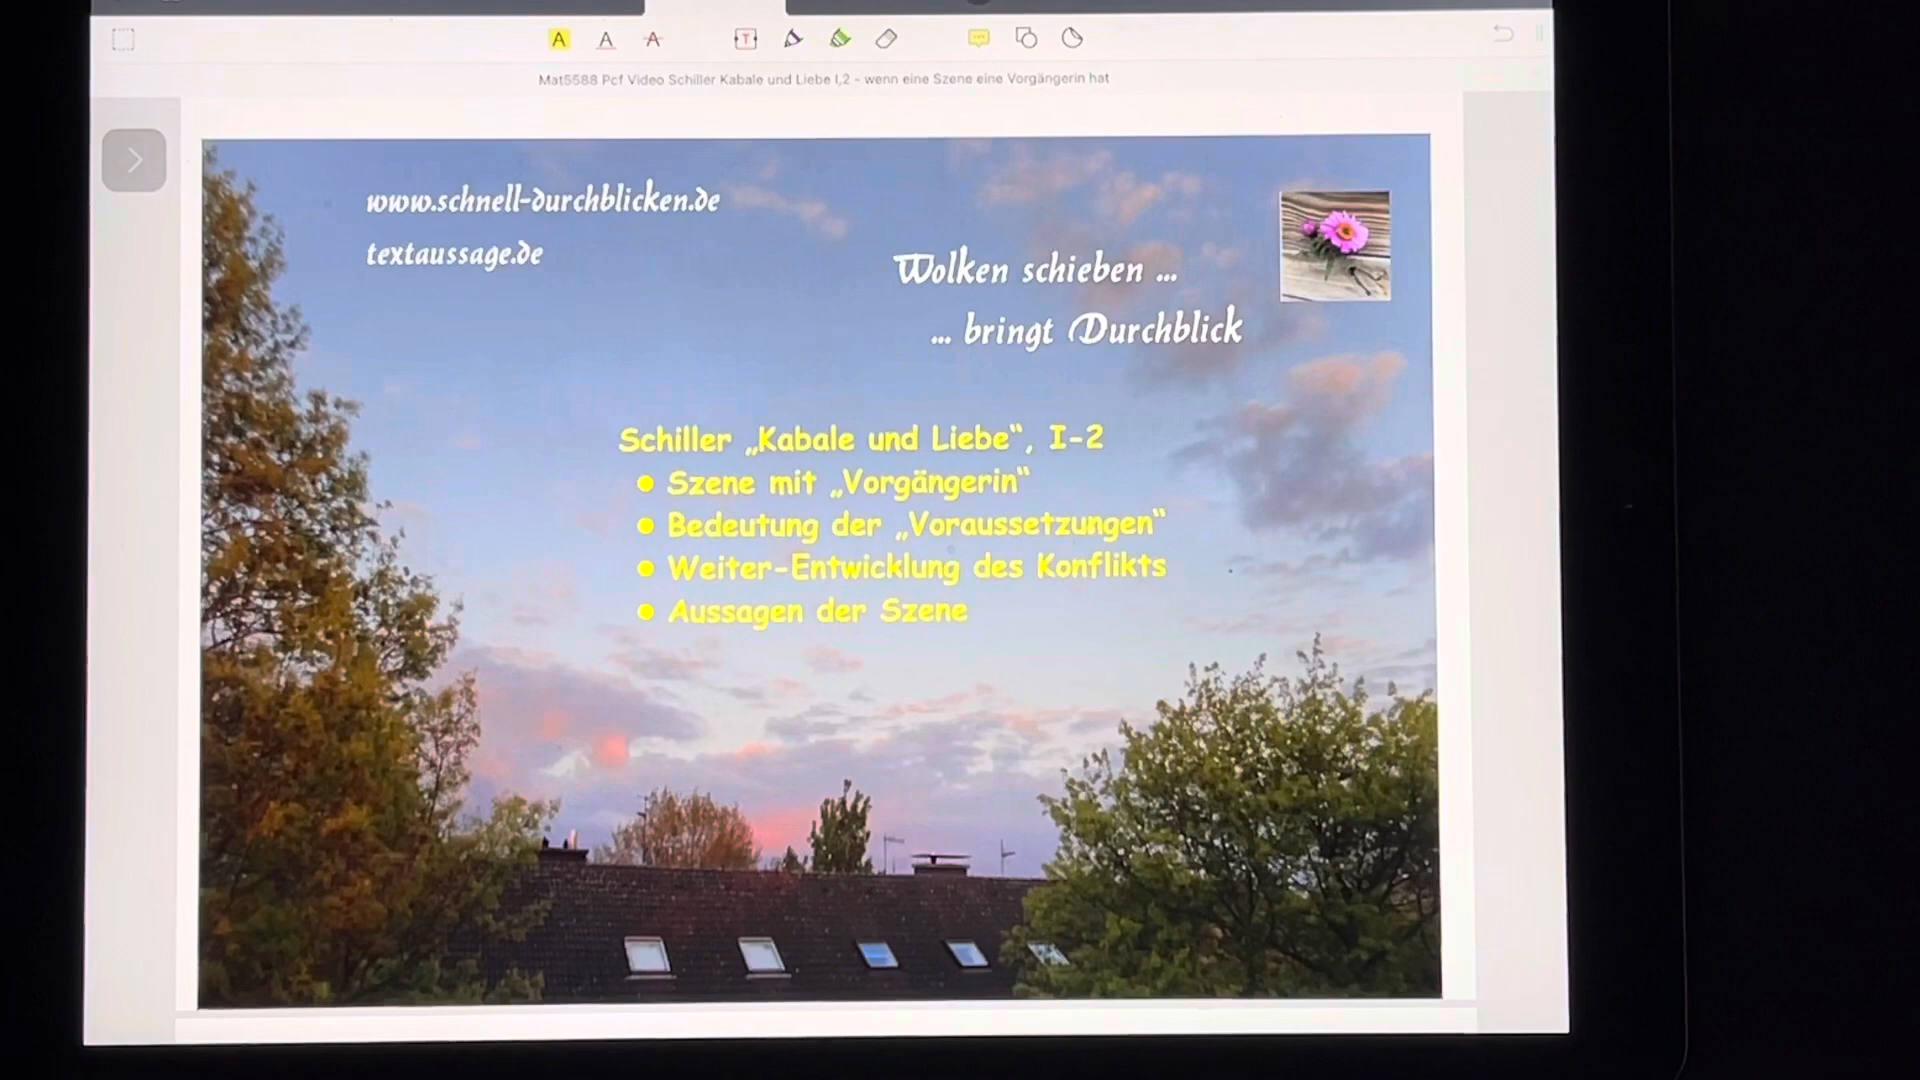 A A A T
Mat5588 Pcf Video Schiller Kabale und Liebe I,2 - wenn eine Szene eine Vorgängerin hat
www.schnell-durchblicken.de
textaussage.de
Wolken schieben ...
... bringt Durchblick
Schiller „Kabale und Liebe“, I-2
● Szene mit „Vorgängerin“
● Bedeutung der „Voraussetzungen“
● Weiter-Entwicklung des Konflikts
● Aussagen der Szene